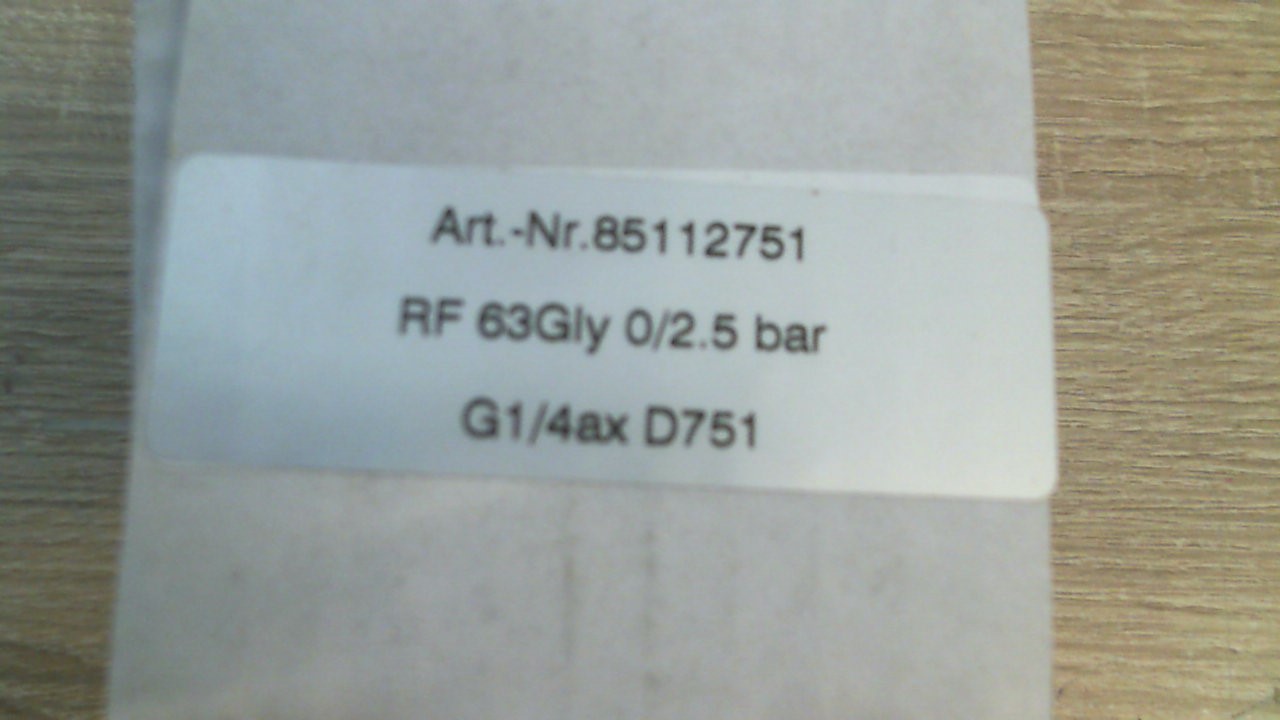 Art.-Nr.85112751
RF 63Gly 0/2.5 bar
G1/4ax D751